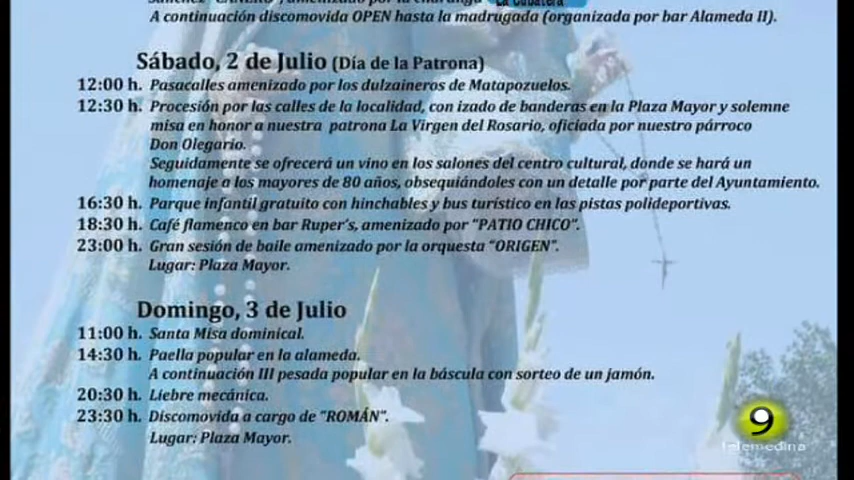 A continuación discomovida OPEN hasta la madrugada (organizada por bar Alameda II).
Sábado, 2 de Julio (Día de la Patrona)
12:00 h. Pasacalles amenizado por los dulzaineros de Matapozuelos.
12:30 h. Procesión por las calles de la localidad, con izado de banderas en la Plaza Mayor y solemne
misa en honor a nuestra patrona La Virgen del Rosario, oficiada por nuestro párroco
Don Olegario.
Seguidamente se ofrecerá un vino en los salones del centro cultural, donde se hará un
homenaje a los mayores de 80 años, obsequiándoles con un detalle por parte del Ayuntamiento.
16:30 h. Parque infantil gratuito con hinchables y bus turístico en las pistas polideportivas.
18:30 h. Café flamenco en bar Ruper's, amenizado por "PATIO CHICO".
23:00 h. Gran sesión de baile amenizado por la orquesta "ORIGEN".
Lugar: Plaza Mayor.
Domingo, 3 de Julio
11:00 h. Santa Misa dominical.
14:30 h. Paella popular en la alameda.
A continuación III pesada popular en la báscula con sorteo de un jamón.
20:30 h. Liebre mecánica.
23:30 h. Discomovida a cargo de "ROMÁN".
Lugar: Plaza Mayor.
9
telemedina